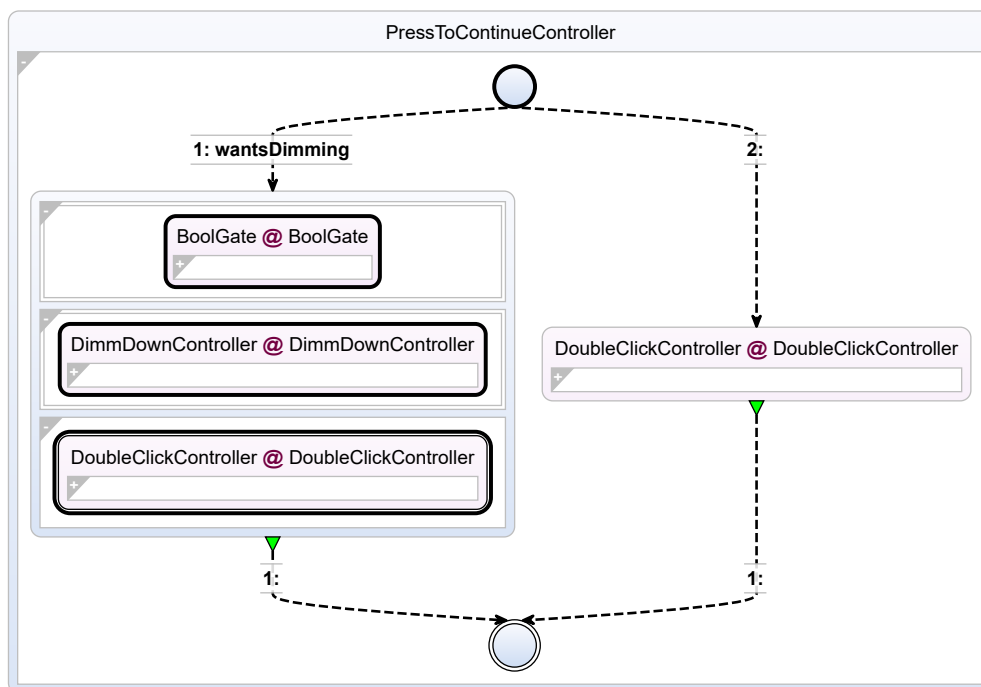 PressToContinueController
-
1: wantsDimming
2:
-
BoolGate @ BoolGate
+
-
DimmDownController @ DimmDownController
+
DoubleClickController @ DoubleClickController
+
-
DoubleClickController @ DoubleClickController
+
1:
1: